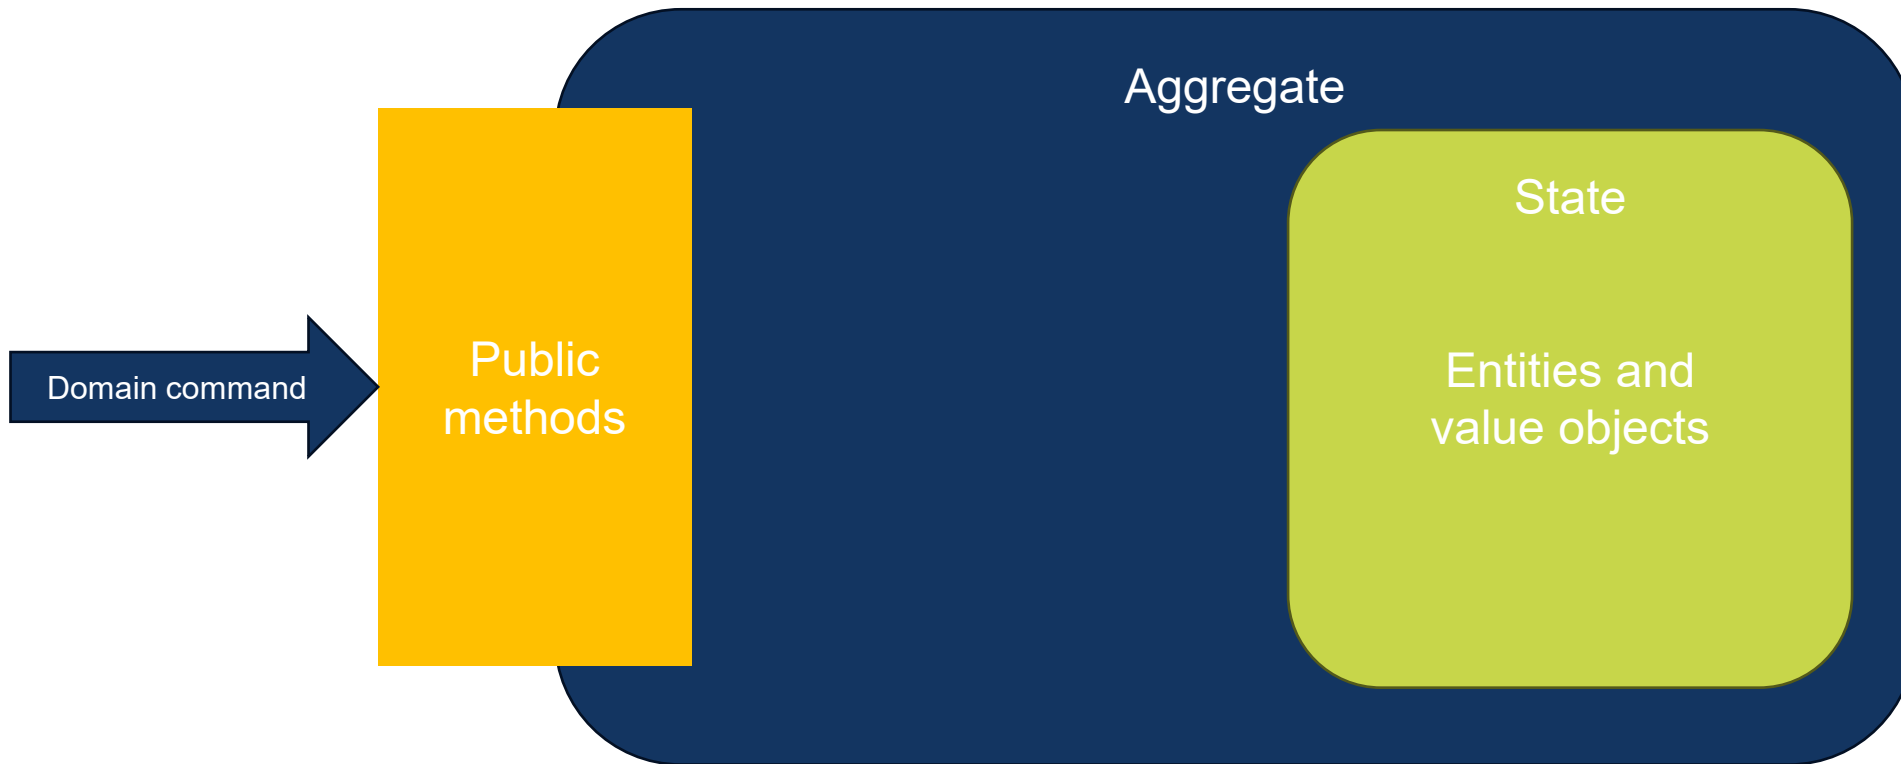 Aggregate
State
Domain command
Public
methods
Entities and
value objects